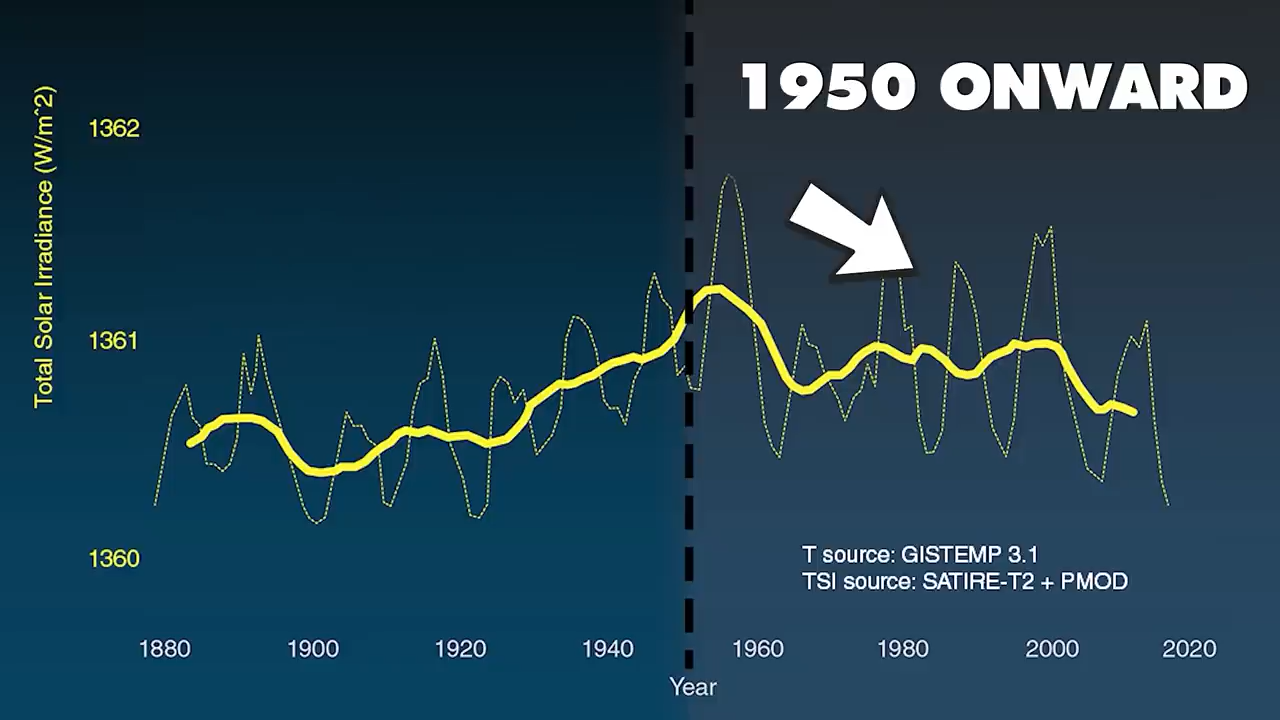 1950 ONWARD
Total Solar Irradiance (W/m^2)
1362
1361
1360
T source: GISTEMP 3.1
TSI source: SATIRE-T2 + PMOD
1880 1900 1920 1940 1960 1980 2000 2020
Year